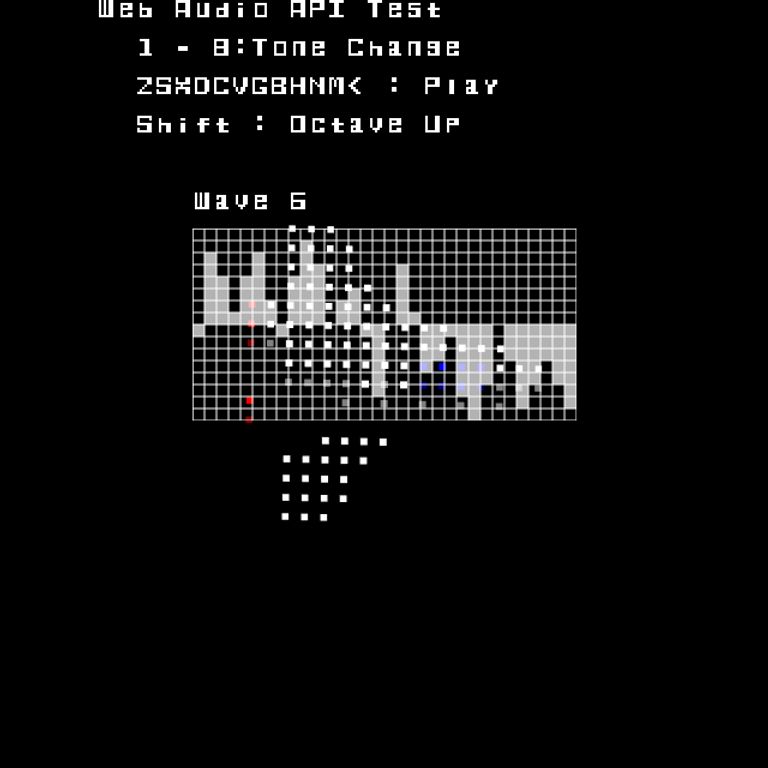 Web Audio API Test
1 - 8:Tone Change
ZSXDCVGBHNM< : Play
Shift : Octave Up
Wave 6